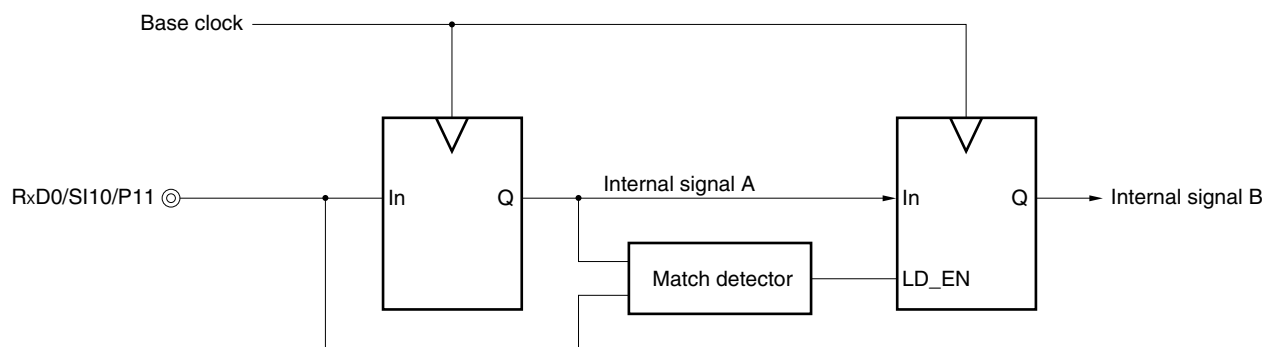 Base clock
RxD0/SI10/P11
In
Q
Internal signal A
In
Q
Internal signal B
Match detector
LD_EN